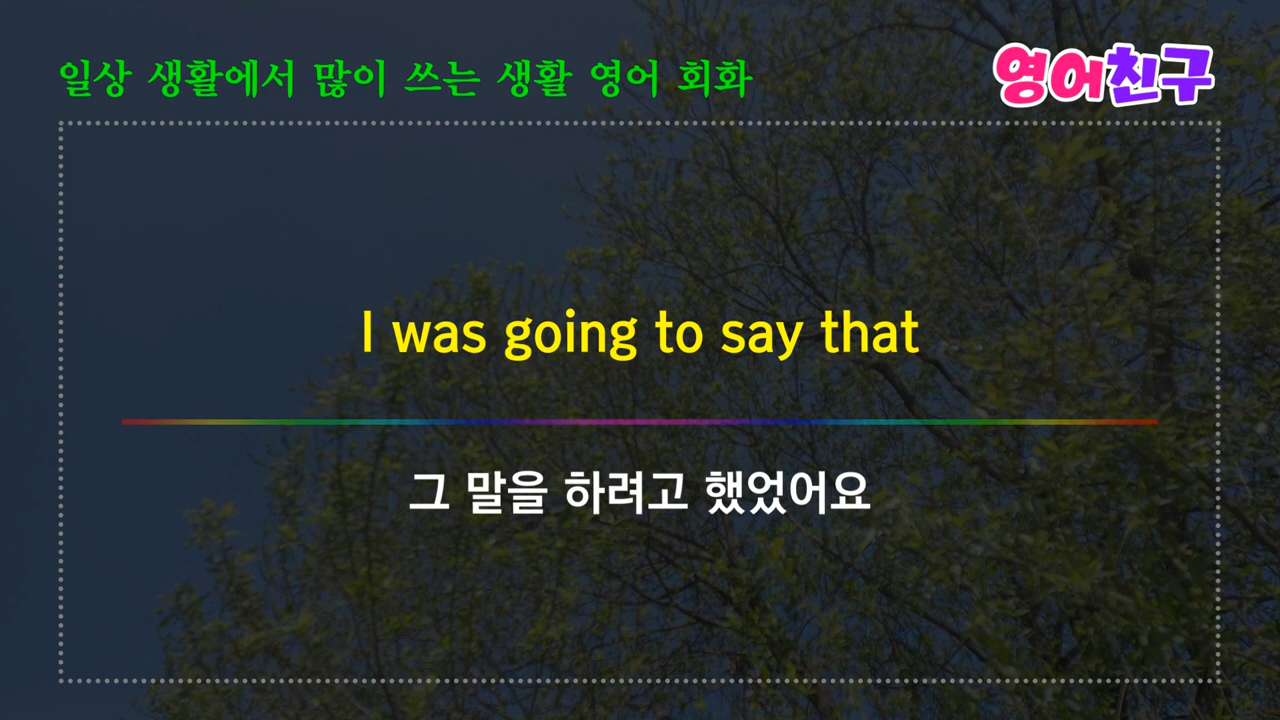 일상 생활에서 많이 쓰는 생활 영어 회화
영어친구
I was going to say that
그 말을 하려고 했었어요